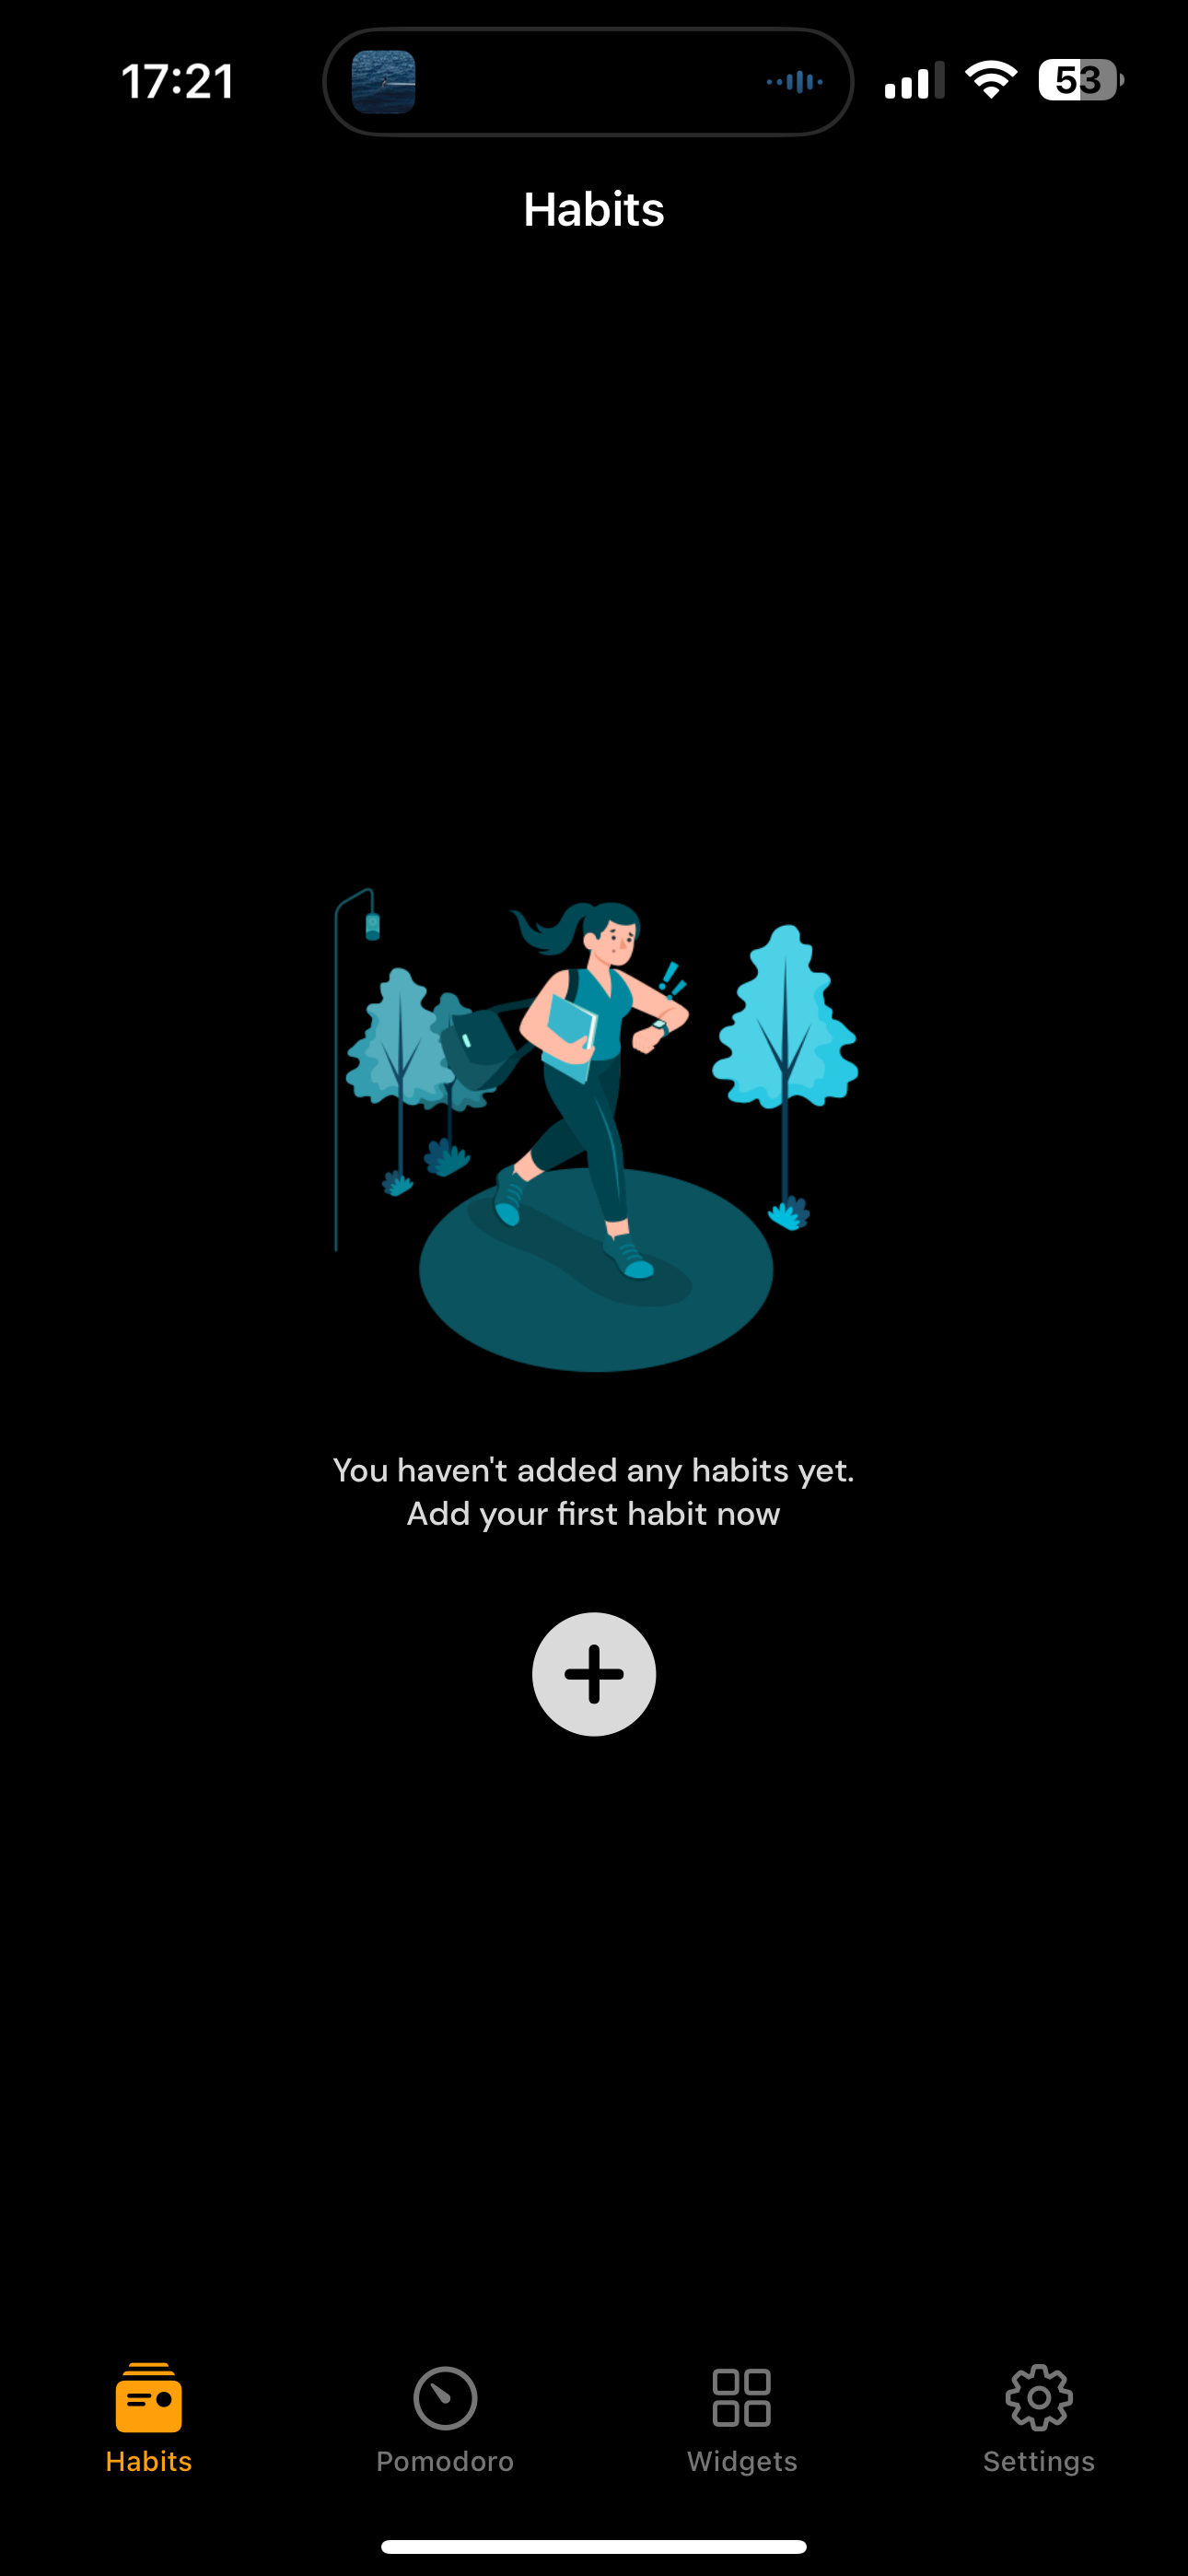 17:21
53
Habits
You haven't added any habits yet.
Add your first habit now
Habits
Pomodoro
Widgets
Settings